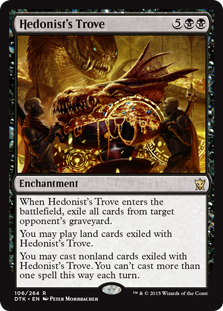 Hedonist's Trove 5
Enchantment
When Hedonist's Trove enters the
battlefield, exile all cards from target
opponent's graveyard.
You may play land cards exiled with
Hedonist's Trove.
You may cast nonland cards exiled with
Hedonist's Trove. You can't cast more than
one spell this way each turn.
106/264 R
DTK • EN Peter Mohrbacher
™ & © 2015 Wizards of the Coast